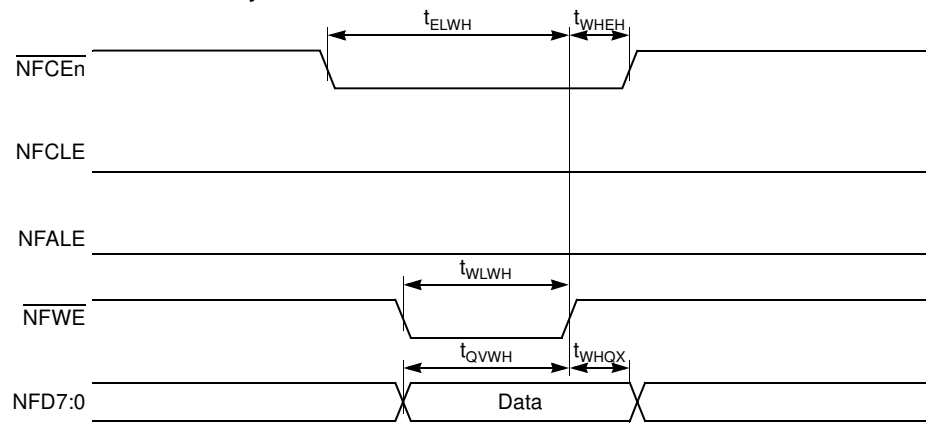 tELWH tWHEH
NFCEn
NFCLE
NFALE
tWLWH
NFWE
tQVWH tWHQX
NFD7:0 Data